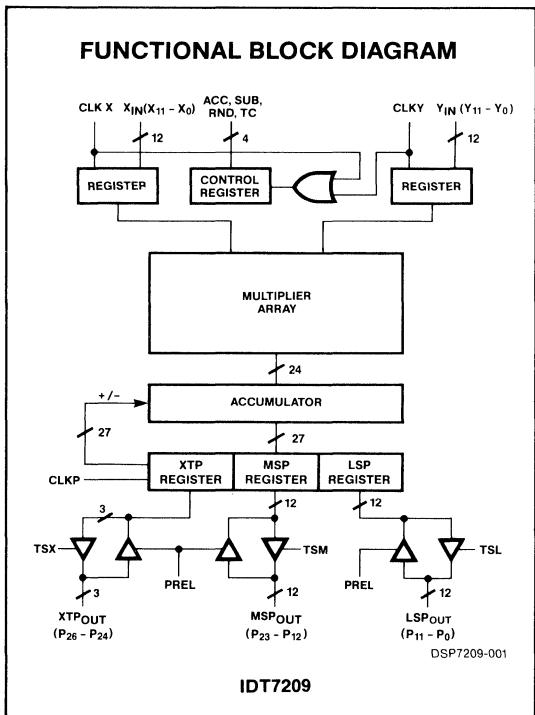 FUNCTIONAL BLOCK DIAGRAM
CLK X XIN(X11 – X0) ACC, SUB, RND, TC CLKY YIN (Y11 – Y0)
12 4 12
REGISTEP CONTROL REGISTER REGISTER
MULTIPLIER
ARRAY
24
+/–
ACCUMULATOR
27 27
XTP REGISTER MSP REGISTER LSP REGISTER
CLKP
3 12 12
TSX TSM TSL
PREL PREL
3 12 12
XTPOUT MSPOUT LSPOUT
(P26 – P24) (P23 – P12) (P11 – P0)
DSP7209-001
IDT7209